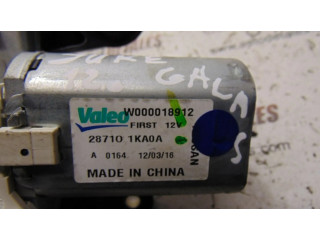 JUKE
GALAS
Valeo W000018912
FIRST 12V
28710 1KA0A
A 0164 12/03/16
MADE IN CHINA